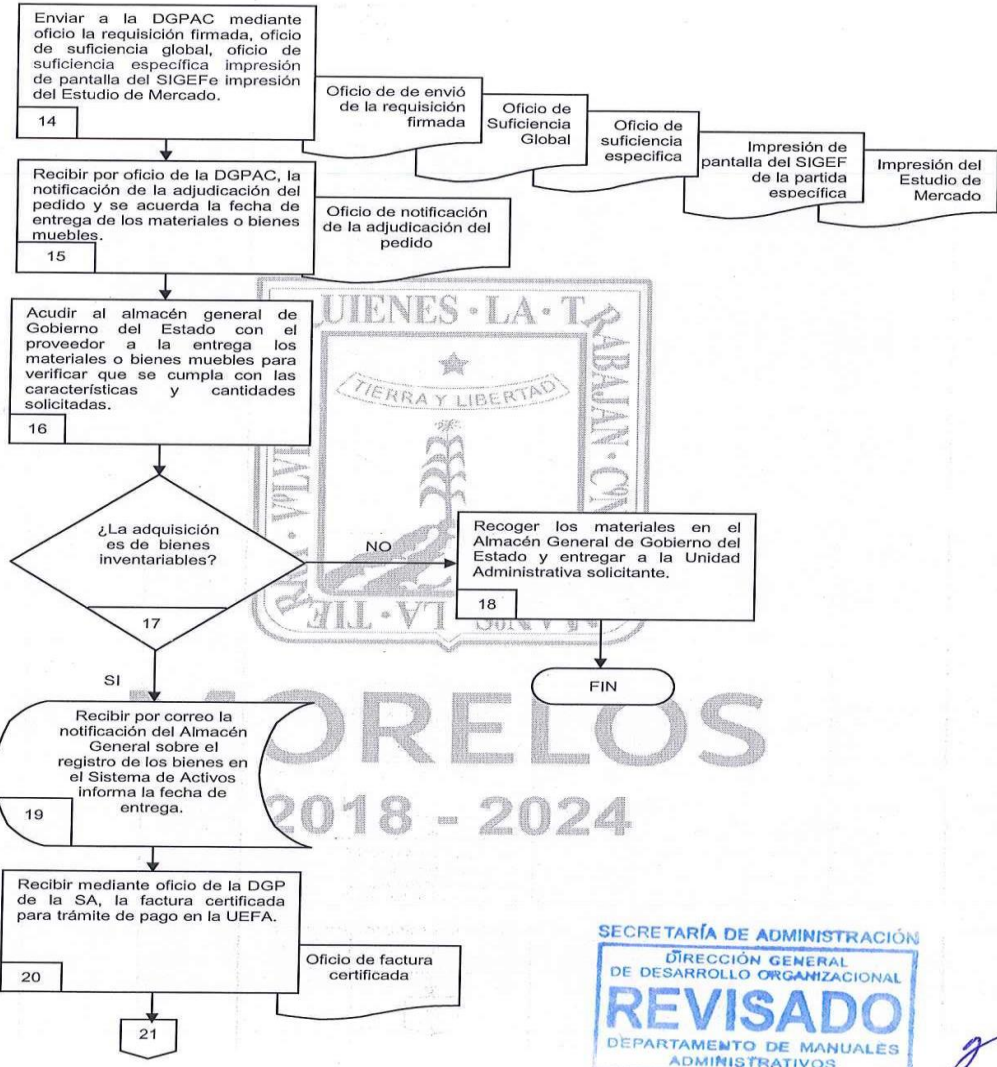 Enviar a la DGPAC mediante
oficio la requisición firmada, oficio
de suficiencia global, oficio de
suficiencia específica impresión
de pantalla del SIGEFe impresión
del Estudio de Mercado.
14
Oficio de de envió
de la requisición
firmada
Oficio de
Suficiencia
Global
Oficio de
suficiencia
especifica
Impresión de
pantalla del SIGEF
de la partida
específica
Impresión del
Estudio de
Mercado
Recibir por oficio de la DGPAC, la
notificación de la adjudicación del
pedido y se acuerda la fecha de
entrega de los materiales o bienes
muebles.
15
Oficio de notificación
de la adjudicación del
pedido
Acudir al almacén general de
Gobierno del Estado con el
proveedor a la entrega los
materiales o bienes muebles para
verificar que se cumpla con las
características y cantidades
solicitadas.
16
UIENES · LA · T
RABAJAN · CON
TIERRA Y LIBERTAD
¿La adquisición
es de bienes
inventariables?
17
NO
Recoger los materiales en el
Almacén General de Gobierno del
Estado y entregar a la Unidad
Administrativa solicitante.
18
FIN
SI
Recibir por correo la
notificación del Almacén
General sobre el
registro de los bienes en
el Sistema de Activos
informa la fecha de
entrega.
19
ORELOS
2018 - 2024
Recibir mediante oficio de la DGP
de la SA, la factura certificada
para trámite de pago en la UEFA.
20
Oficio de factura
certificada
21
SECRETARÍA DE ADMINISTRACIÓN
DIRECCIÓN GENERAL
DE DESARROLLO ORGANIZACIONAL
REVISADO
DEPARTAMENTO DE MANUALES
ADMINISTRATIVOS